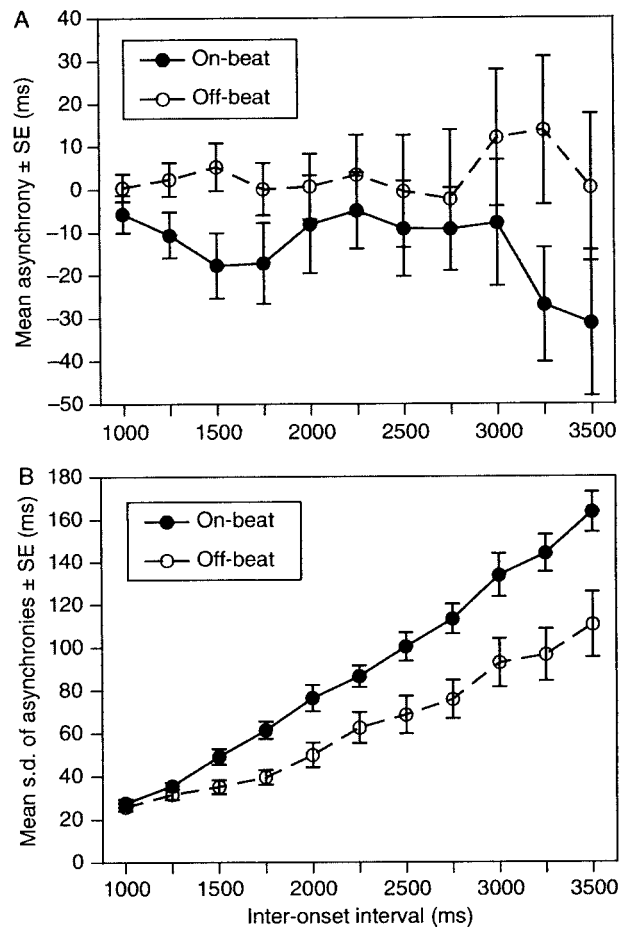 A
Mean asynchrony ± SE (ms)
40
30
20
10
0
–10
–20
–30
–40
–50
On-beat
Off-beat
1000 1500 2000 2500 3000 3500
B
Mean s.d. of asynchronies ± SE (ms)
180
160
140
120
100
80
60
40
20
0
On-beat
Off-beat
1000 1500 2000 2500 3000 3500
Inter-onset interval (ms)